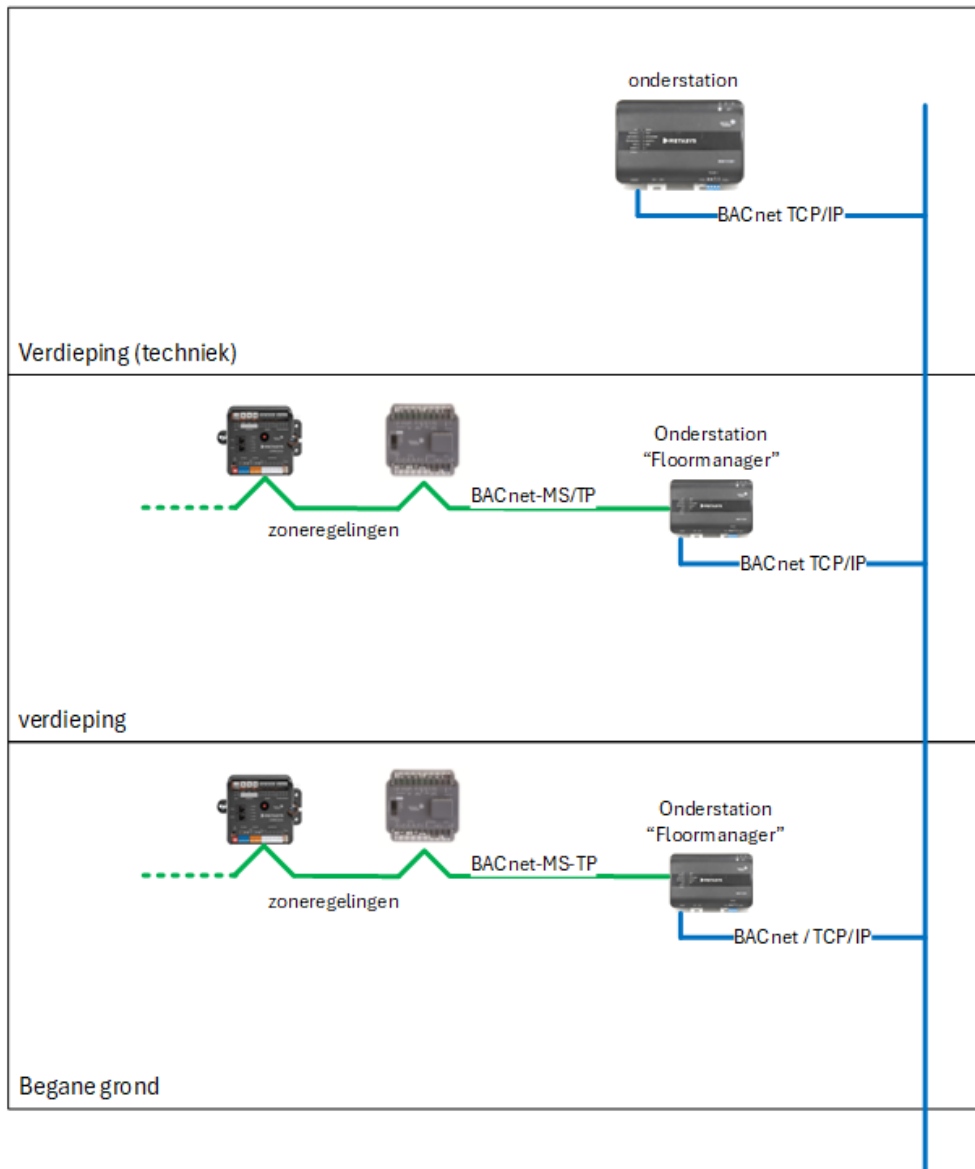 onderstation
METASYS
BACnet TCP/IP
Verdieping (techniek)
Onderstation
“Floormanager”
BACnet-MS/TP
zoneregelingen
BACnet TCP/IP
verdieping
Onderstation
“Floormanager”
BACnet-MS-TP
zoneregelingen
BACnet / TCP/IP
Begane grond